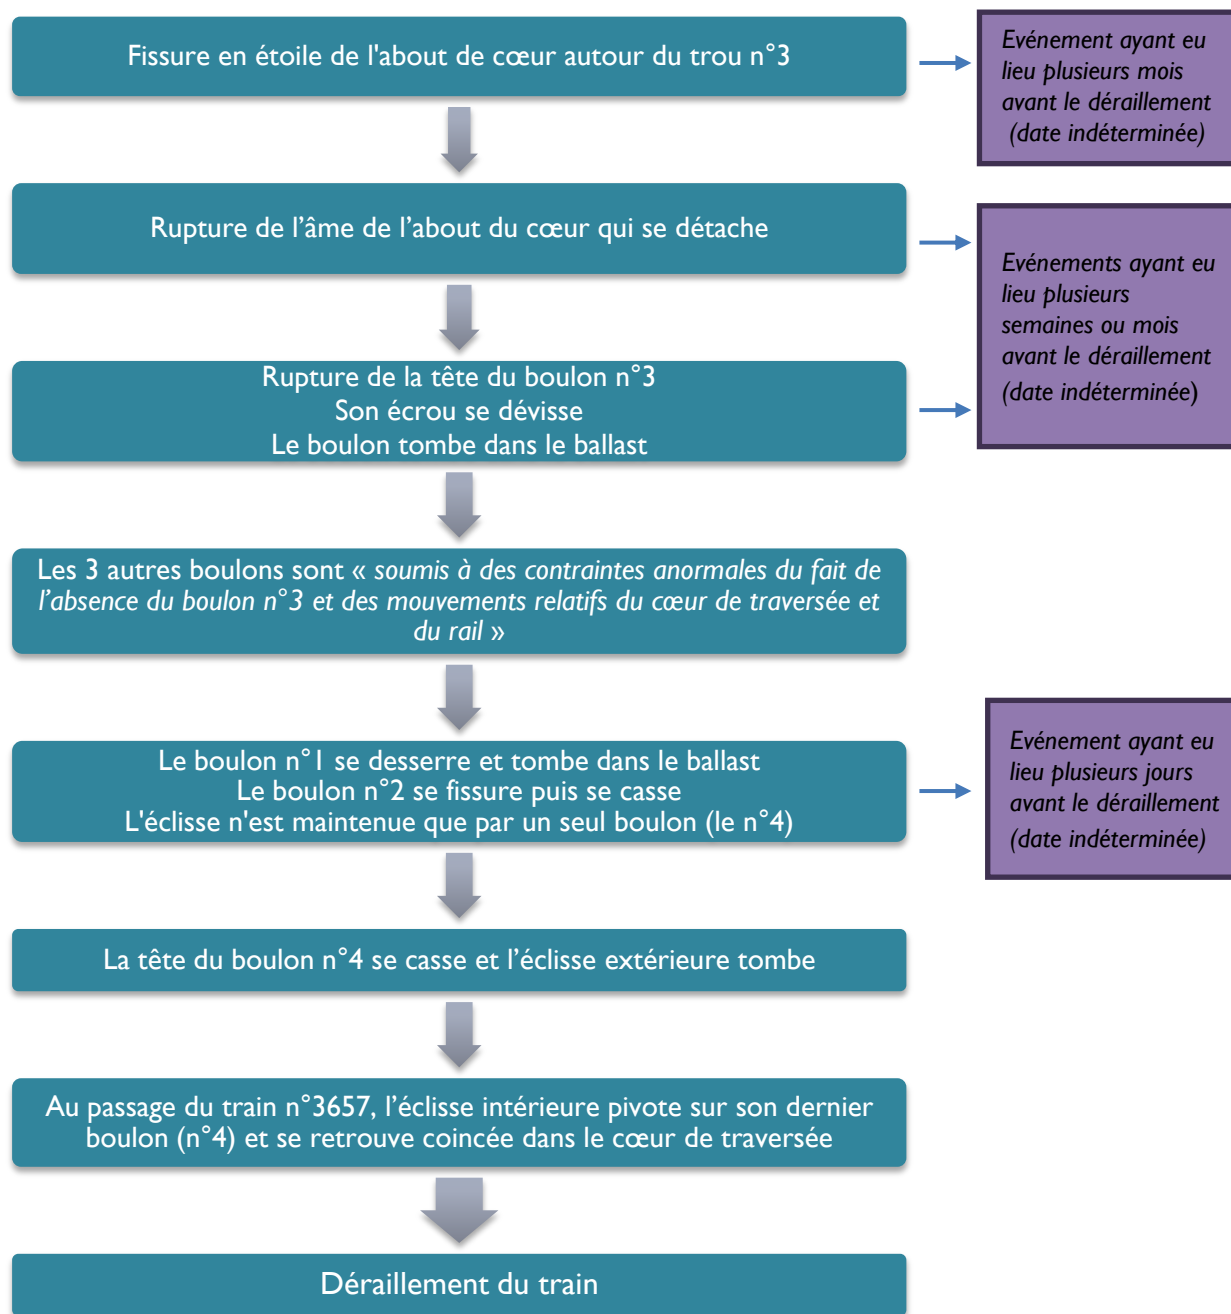 Fissure en étoile de l'about de cœur autour du trou n°3
Evénement ayant eu
lieu plusieurs mois
avant le déraillement
(date indéterminée)
Rupture de l’âme de l’about du cœur qui se détache
Evénements ayant eu
lieu plusieurs
semaines ou mois
avant le déraillement
(date indéterminée)
Rupture de la tête du boulon n°3
Son écrou se dévisse
Le boulon tombe dans le ballast
Les 3 autres boulons sont « soumis à des contraintes anormales du fait de
l’absence du boulon n°3 et des mouvements relatifs du cœur de traversée et
du rail »
Le boulon n°1 se desserre et tombe dans le ballast
Le boulon n°2 se fissure puis se casse
L'éclisse n'est maintenue que par un seul boulon (le n°4)
Evénement ayant eu
lieu plusieurs jours
avant le déraillement
(date indéterminée)
La tête du boulon n°4 se casse et l’éclisse extérieure tombe
Au passage du train n°3657, l’éclisse intérieure pivote sur son dernier
boulon (n°4) et se retrouve coincée dans le cœur de traversée
Déraillement du train